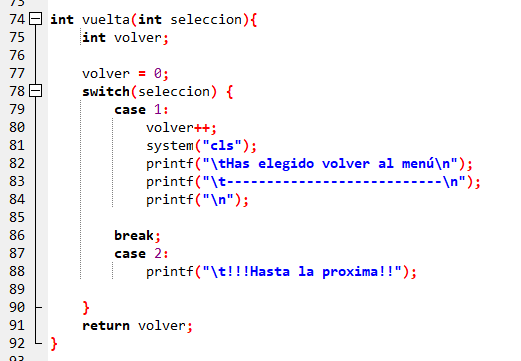 73
74 int vuelta(int seleccion){
75 int volver;
76
77 volver = 0;
78 switch(seleccion) {
79 case 1:
80 volver++;
81 system("cls");
82 printf("\tHas elegido volver al menú\n");
83 printf("\t---------------------------\n");
84 printf("\n");
85
86 break;
87 case 2:
88 printf("\t!!!Hasta la proxima!!");
89
90 }
91 return volver;
92 }
93